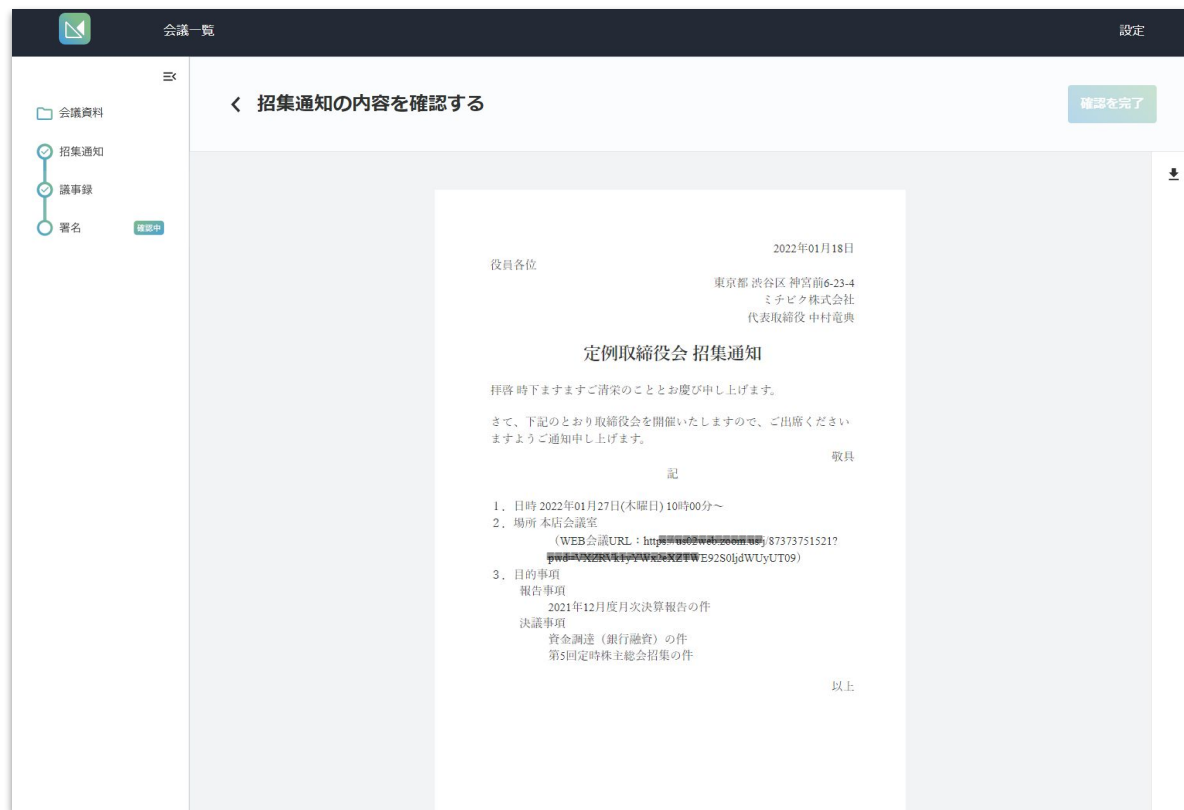 会議一覧
設定
会議資料
招集通知
議事録
署名
確認中
招集通知の内容を確認する
確認を完了
2022年01月18日
役員各位
東京都 渋谷区 神宮前6-23-4
ミチビク株式会社
代表取締役 中村竜典
定例取締役会 招集通知
拝啓 時下ますますご清栄のこととお慶び申し上げます。
さて、下記のとおり取締役会を開催いたしますので、ご出席ください
ますようご通知申し上げます。
敬具
記
1．日時 2022年01月27日(木曜日) 10時00分～
2．場所 本店会議室
（WEB会議URL：http /87373751521?
E92S0ljdWUyUT09）
3．目的事項
報告事項
2021年12月度月次決算報告の件
決議事項
資金調達（銀行融資）の件
第5回定時株主総会招集の件
以上